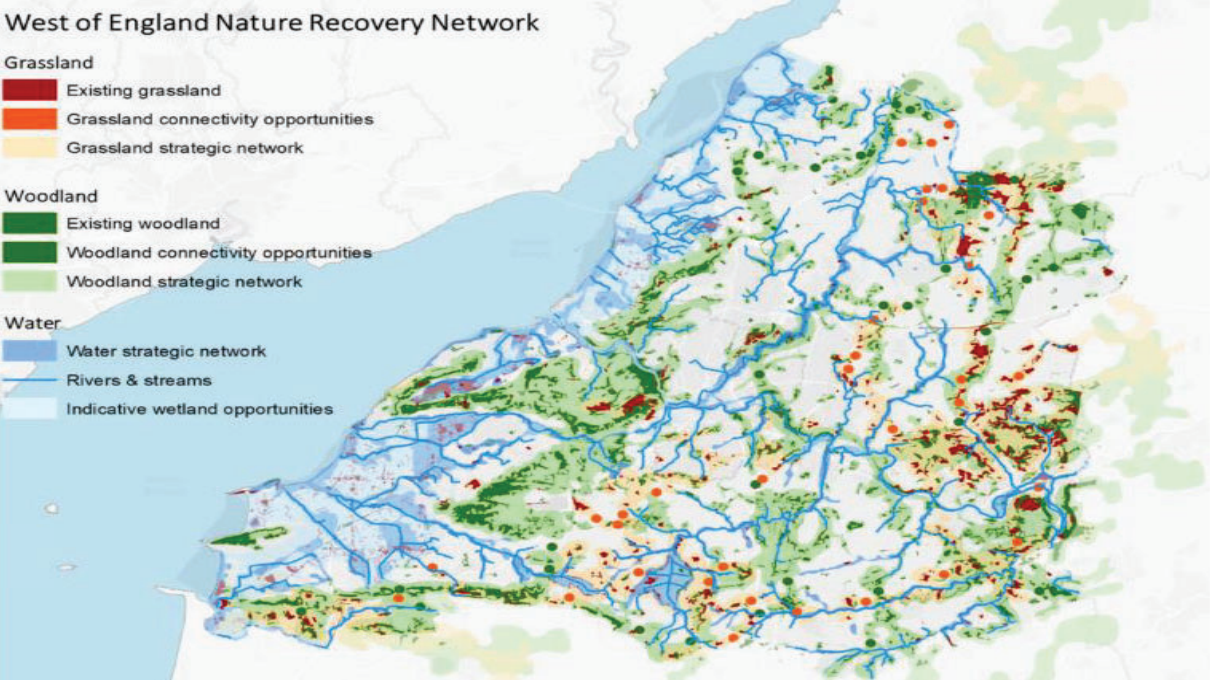 West of England Nature Recovery Network
Grassland
Existing grassland
Grassland connectivity opportunities
Grassland strategic network
Woodland
Existing woodland
Woodland connectivity opportunities
Woodland strategic network
Water
Water strategic network
Rivers & streams
Indicative wetland opportunities